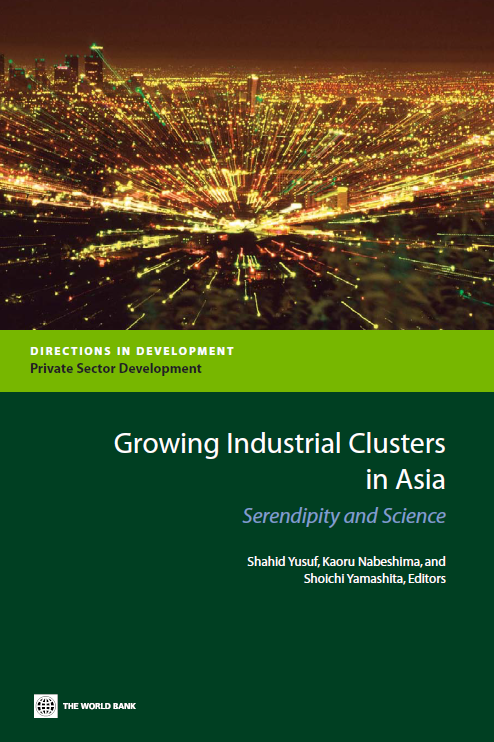 DIRECTIONS IN DEVELOPMENT
Private Sector Development
Growing Industrial Clusters
in Asia
Serendipity and Science
Shahid Yusuf, Kaoru Nabeshima, and
Shoichi Yamashita, Editors
THE WORLD BANK